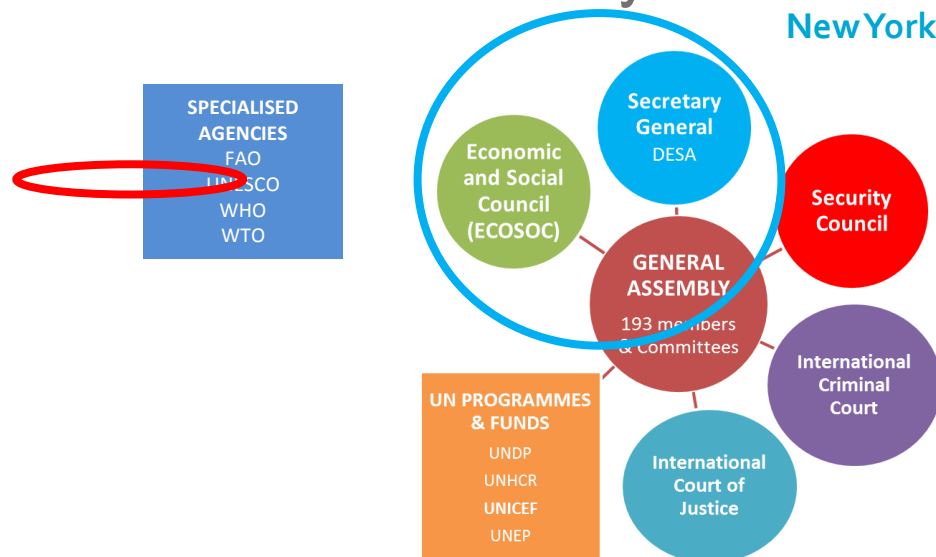 New York
SPECIALISED
AGENCIES
FAO
UNESCO
WHO
WTO
Secretary
General
DESA
Economic
and Social
Council
(ECOSOC)
Security
Council
GENERAL
ASSEMBLY
193 members
& Committees
International
Criminal
Court
UN PROGRAMMES
& FUNDS
UNDP
UNHCR
UNICEF
UNEP
International
Court of
Justice